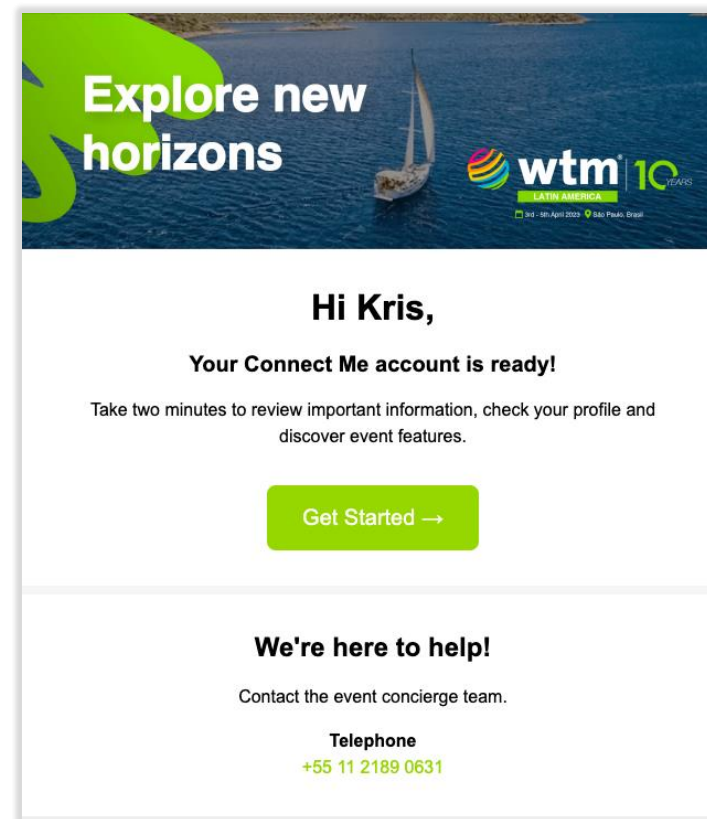 Explore new
horizons
wtm
10
YEARS
LATIN AMERICA
3rd - 5th April 2023 São Paulo, Brasil
Hi Kris,
Your Connect Me account is ready!
Take two minutes to review important information, check your profile and
discover event features.
Get Started →
We're here to help!
Contact the event concierge team.
Telephone
+55 11 2189 0631